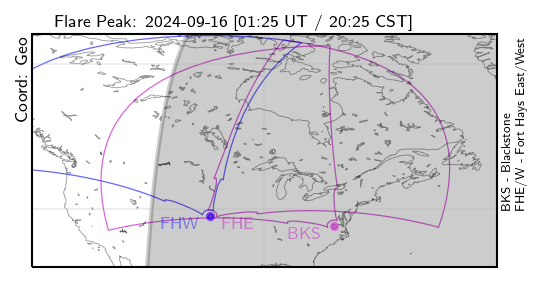 Flare Peak: 2024-09-16 [01:25 UT / 20:25 CST]
Coord: Geo
FHW
FHE
BKS
BKS - Blackstone
FHE/W - Fort Hays East/West